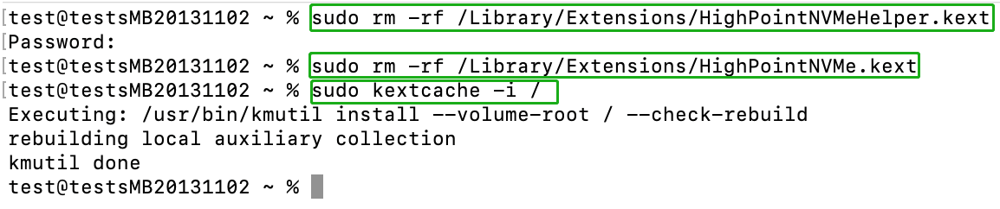 [test@testsMB20131102 ~ % sudo rm -rf /Library/Extensions/HighPointNVMeHelper.kext
[Password:
[test@testsMB20131102 ~ % sudo rm -rf /Library/Extensions/HighPointNVMe.kext
[test@testsMB20131102 ~ % sudo kextcache -i /
Executing: /usr/bin/kmutil install --volume-root / --check-rebuild
rebuilding local auxiliary collection
kmutil done
test@testsMB20131102 ~ %